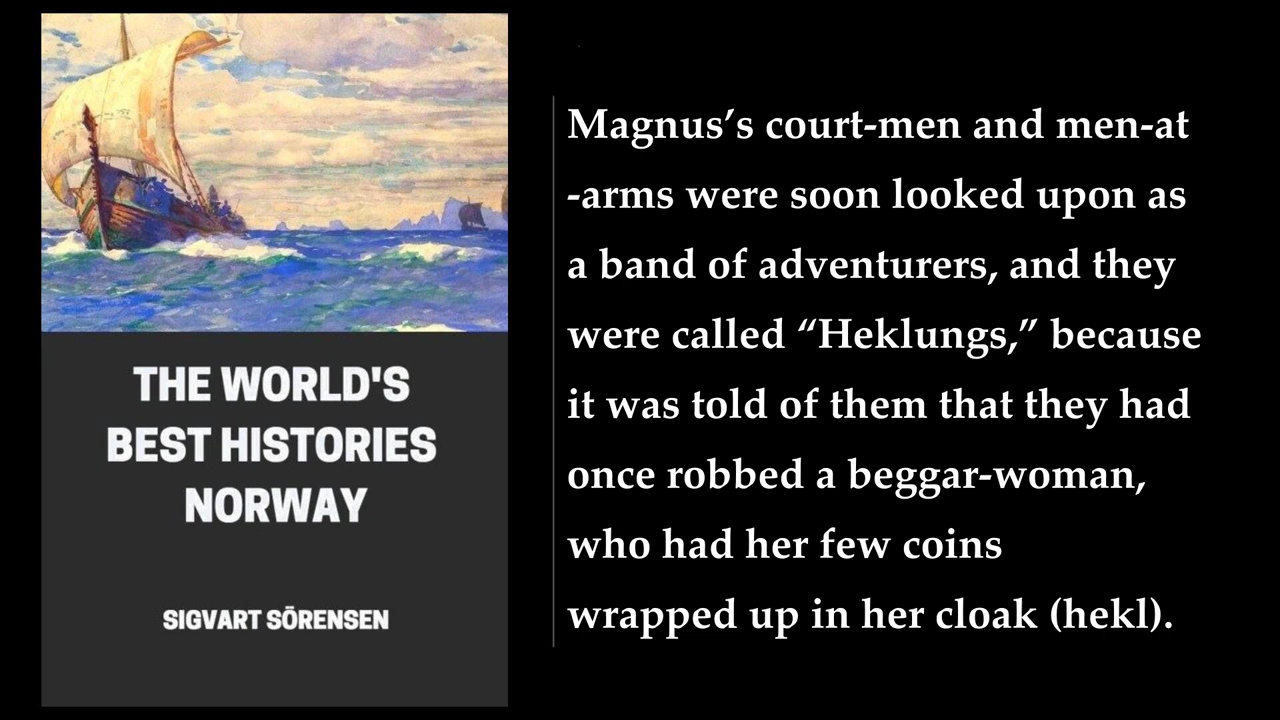 THE WORLD'S
BEST HISTORIES
NORWAY
SIGVART SÖRENSEN
Magnus’s court-men and men-at
-arms were soon looked upon as
a band of adventurers, and they
were called “Heklungs,” because
it was told of them that they had
once robbed a beggar-woman,
who had her few coins
wrapped up in her cloak (hekl).